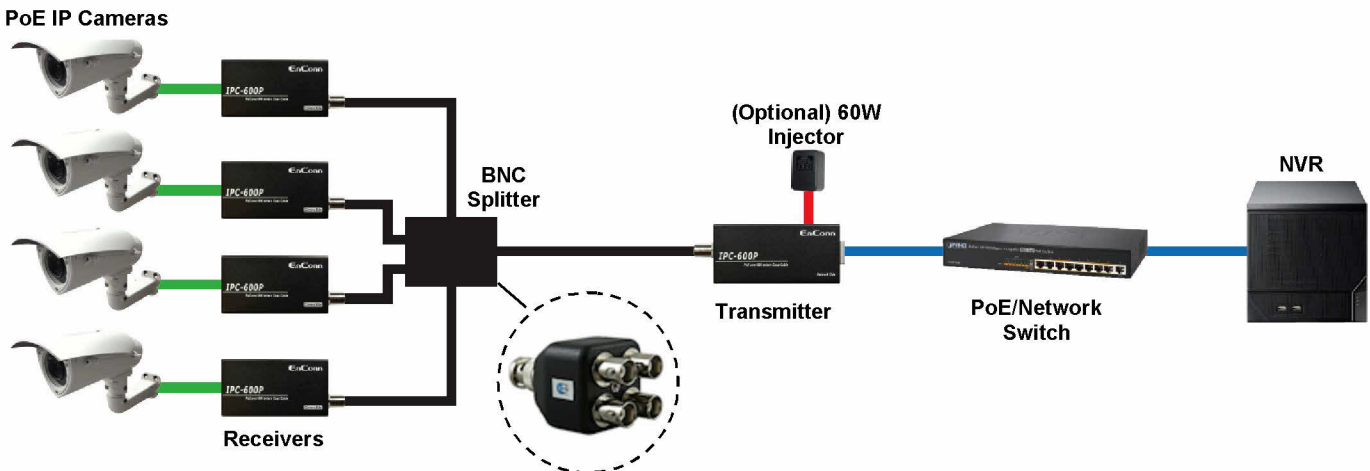 PoE IP Cameras
EnConn
IPC-600P
EnConn
IPC-600P
EnConn
IPC-600P
EnConn
IPC-600P
Receivers
BNC
Splitter
(Optional) 60W
Injector
EnConn
IPC-600P
Transmitter
PoE/Network
Switch
NVR